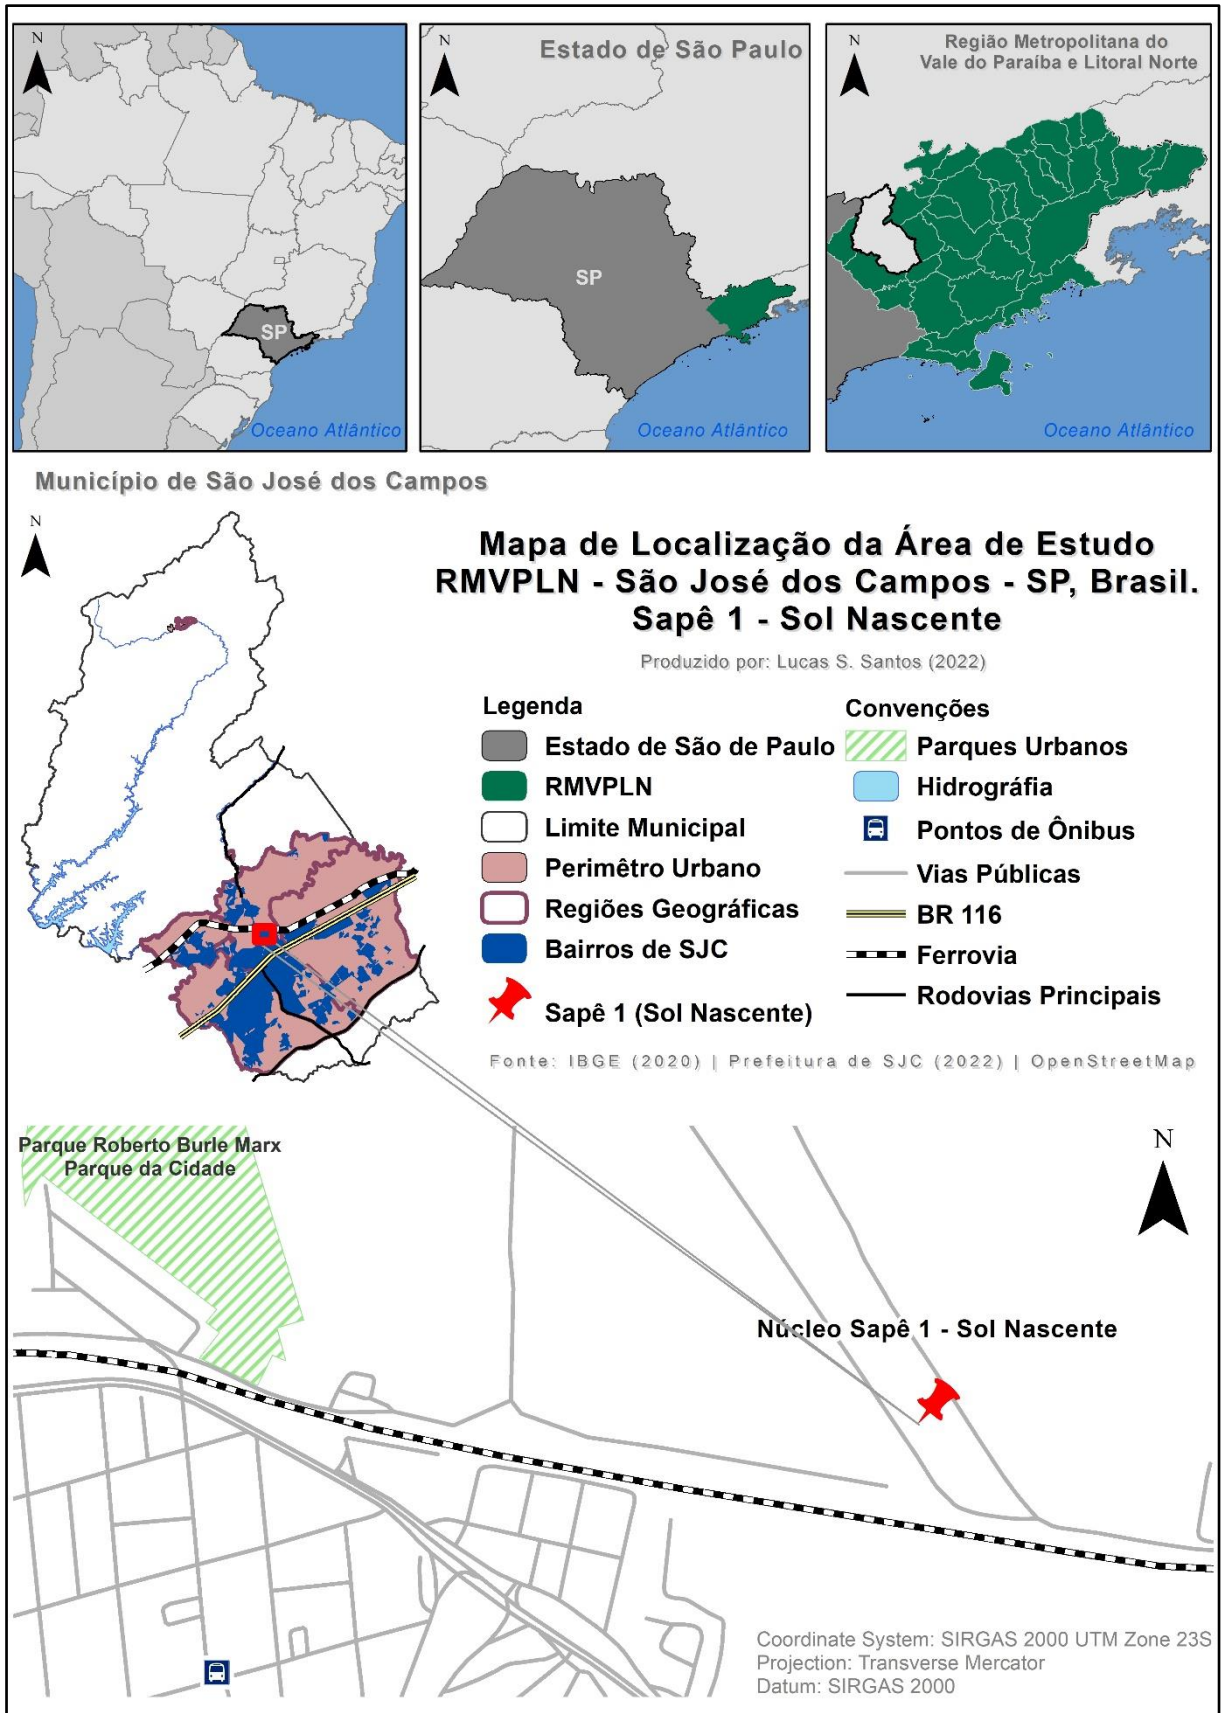 N
SP
Oceano Atlântico
N
Estado de São Paulo
SP
Oceano Atlântico
N
Região Metropolitana do
Vale do Paraíba e Litoral Norte
Oceano Atlântico
Município de São José dos Campos
N
Mapa de Localização da Área de Estudo
RMVPLN - São José dos Campos - SP, Brasil.
Sapê 1 - Sol Nascente
Produzido por: Lucas S. Santos (2022)
Legenda
Estado de São de Paulo
RMVPLN
Limite Municipal
Perimêtro Urbano
Regiões Geográficas
Bairros de SJC
Sapê 1 (Sol Nascente)
Convenções
Parques Urbanos
Hidrográfia
Pontos de Ônibus
Vias Públicas
BR 116
Ferrovia
Rodovias Principais
Fonte: IBGE (2020) | Prefeitura de SJC (2022) | OpenStreetMap
Parque Roberto Burle Marx
Parque da Cidade
N
Núcleo Sapê 1 - Sol Nascente
Coordinate System: SIRGAS 2000 UTM Zone 23S
Projection: Transverse Mercator
Datum: SIRGAS 2000